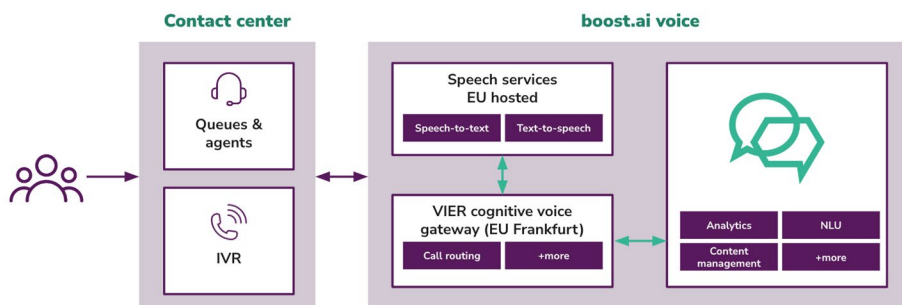 Contact center
boost.ai voice
Queues &
agents
IVR
Speech services
EU hosted
Speech-to-text
Text-to-speech
VIER cognitive voice
gateway (EU Frankfurt)
Call routing
+more
Analytics
NLU
Content
management
+more